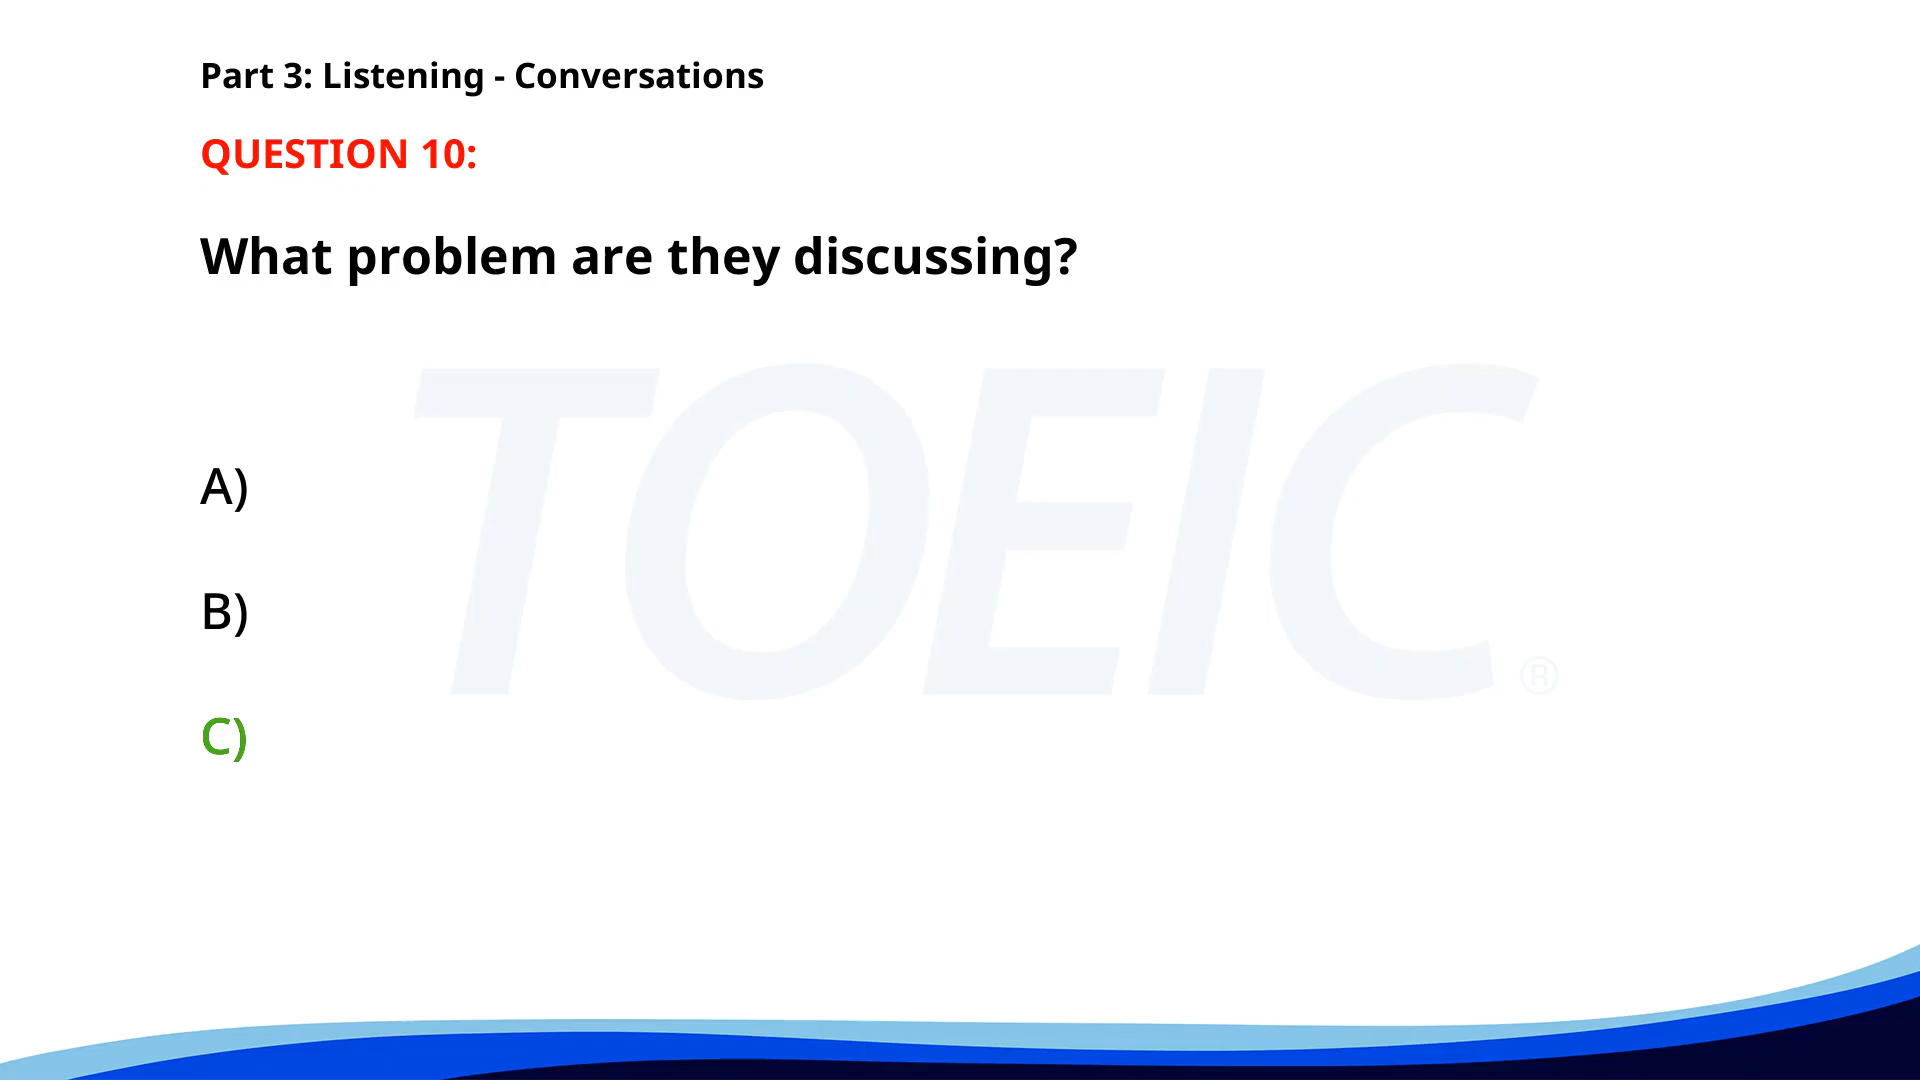 Part 3: Listening - Conversations
QUESTION 10:
What problem are they discussing?
TOEIC®
A)
B)
C)